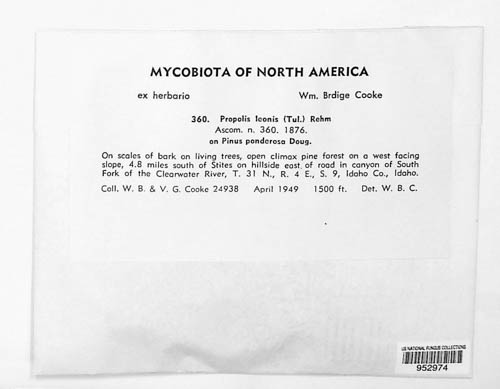 MYCOBIOTA OF NORTH AMERICA
ex herbario Wm. Brdige Cooke
360. Propolis leonis (Tul.) Rehm
Ascom. n. 360. 1876.
on Pinus ponderosa Doug.
On scales of bark on living trees, open climax pine forest on a west facing
slope, 4.8 miles south of Stites on hillside east of road in canyon of South
Fork of the Clearwater River, T. 31 N., R. 4 E., S. 9, Idaho Co., Idaho.
Coll. W. B. & V. G. Cooke 24938 April 1949 1500 ft. Det. W. B. C.
US NATIONAL FUNGUS COLLECTIONS
952974